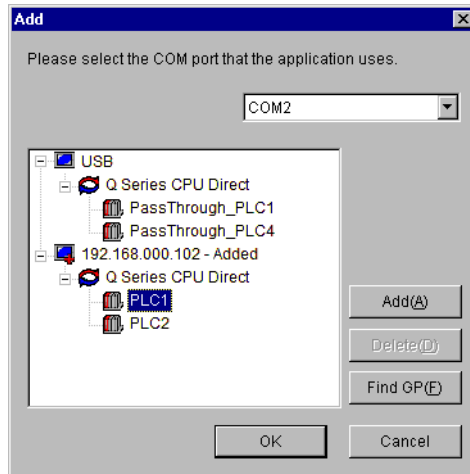 Add
Please select the COM port that the application uses.
COM2
USB
Q Series CPU Direct
PassThrough_PLC1
PassThrough_PLC4
192.168.000.102 - Added
Q Series CPU Direct
PLC1
PLC2
Add(A)
Delete(D)
Find GP(F)
OK
Cancel